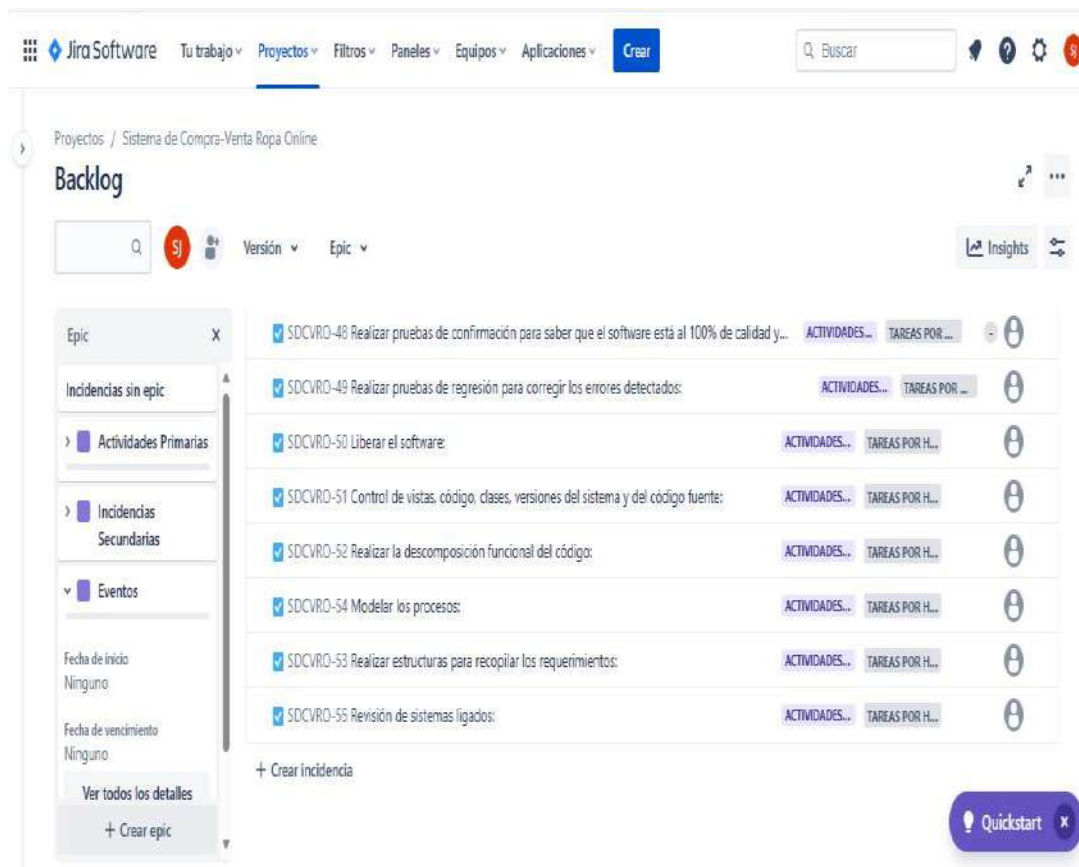 Jira Software Tu trabajo Proyectos Filtros Paneles Equipos Aplicaciones Crear Buscar SJ
Proyectos / Sistema de Compra-Venta Ropa Online
Backlog
SJ Versión Epic Insights
Epic X
Incidencias sin epic
Actividades Primarias
Incidencias
Secundarias
Eventos
Fecha de inicio
Ninguno
Fecha de vencimiento
Ninguno
Ver todos los detalles
+ Crear epic
SDCVRO-48 Realizar pruebas de confirmación para saber que el software está al 100% de calidad y... ACTIVIDADES... TAREAS POR ... -
SDCVRO-49 Realizar pruebas de regresión para corregir los errores detectados: ACTIVIDADES... TAREAS POR ...
SDCVRO-50 Liberar el software: ACTIVIDADES... TAREAS POR H...
SDCVRO-51 Control de vistas, código, clases, versiones del sistema y del código fuente: ACTIVIDADES... TAREAS POR H...
SDCVRO-52 Realizar la descomposición funcional del código: ACTIVIDADES... TAREAS POR H...
SDCVRO-54 Modelar los procesos: ACTIVIDADES... TAREAS POR H...
SDCVRO-53 Realizar estructuras para recopilar los requerimientos: ACTIVIDADES... TAREAS POR H...
SDCVRO-55 Revisión de sistemas ligados: ACTIVIDADES... TAREAS POR H...
+ Crear incidencia
Quickstart x